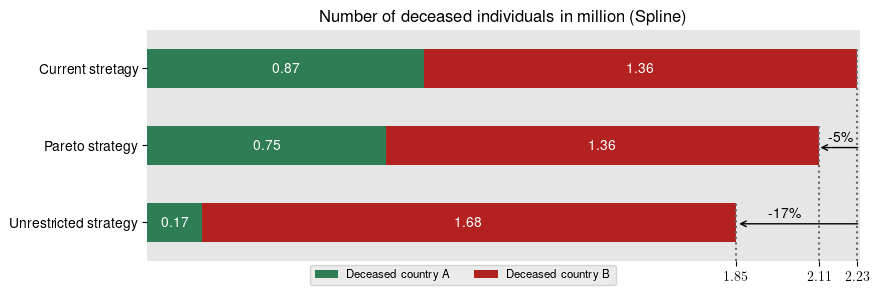 Number of deceased individuals in million (Spline)
Current stretagy
0.87
1.36
Pareto strategy
0.75
1.36
-5%
Unrestricted strategy
0.17
1.68
-17%
Deceased country A
Deceased country B
1.85
2.11
2.23